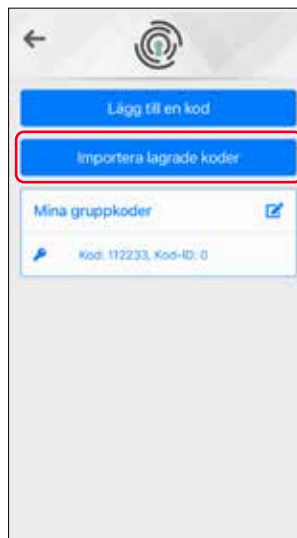 Lägg till en kod
Importera lagrade koder
Mina gruppkoder
Kod: 112233, Kod-ID: 0